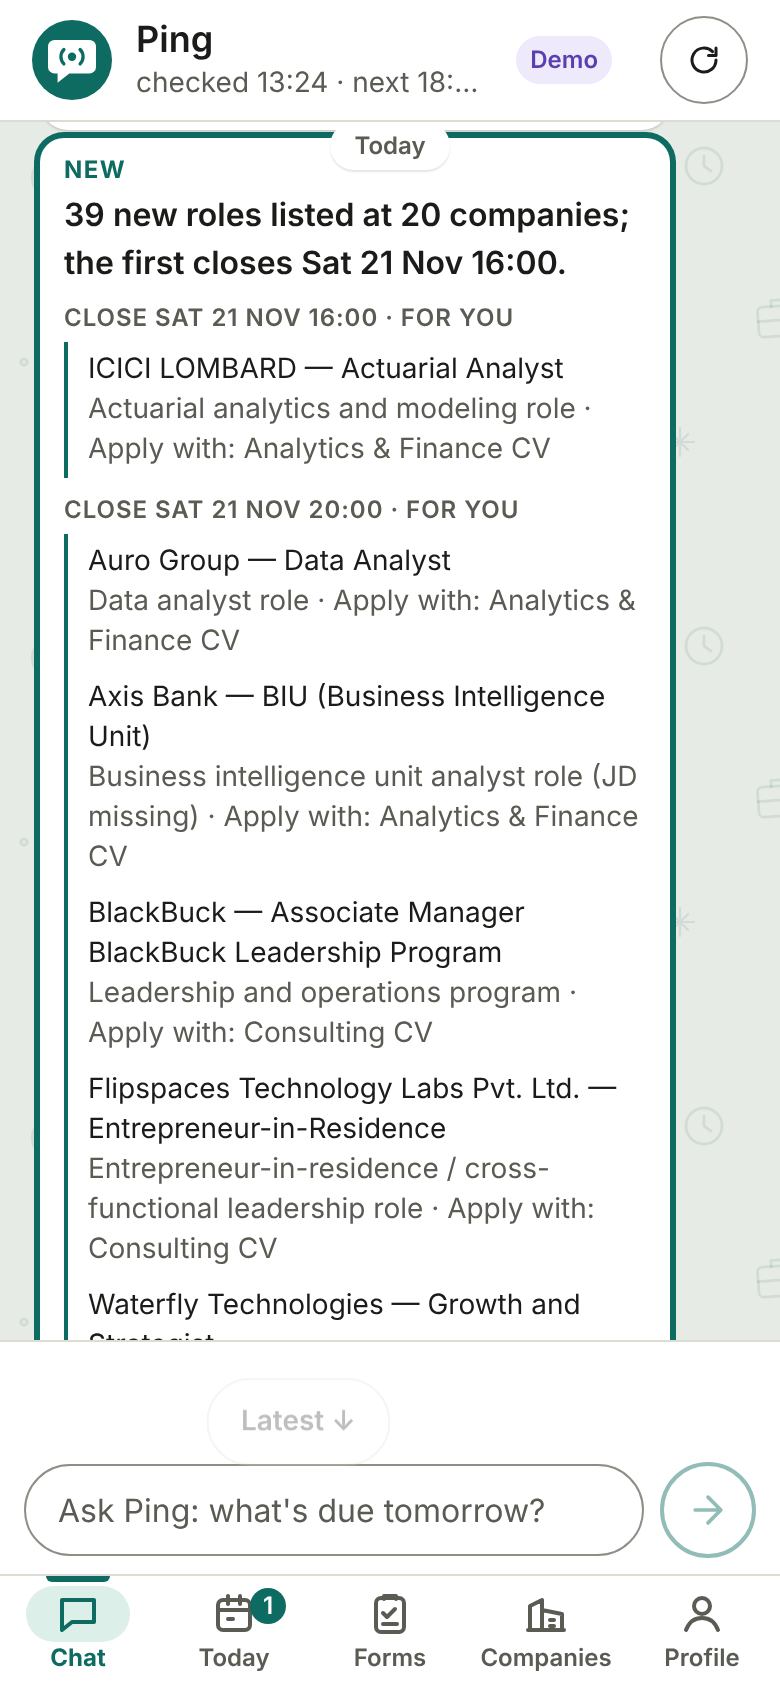 Ping
checked 13:24 · next 18:...
Demo
Today
NEW
39 new roles listed at 20 companies;
the first closes Sat 21 Nov 16:00.
CLOSE SAT 21 NOV 16:00 · FOR YOU
ICICI LOMBARD — Actuarial Analyst
Actuarial analytics and modeling role ·
Apply with: Analytics & Finance CV
CLOSE SAT 21 NOV 20:00 · FOR YOU
Auro Group — Data Analyst
Data analyst role · Apply with: Analytics &
Finance CV
Axis Bank — BIU (Business Intelligence
Unit)
Business intelligence unit analyst role (JD
missing) · Apply with: Analytics & Finance
CV
BlackBuck — Associate Manager
BlackBuck Leadership Program
Leadership and operations program ·
Apply with: Consulting CV
Flipspaces Technology Labs Pvt. Ltd. —
Entrepreneur-in-Residence
Entrepreneur-in-residence / cross-
functional leadership role · Apply with:
Consulting CV
Waterfly Technologies — Growth and
Strategist
Latest ↓
Ask Ping: what's due tomorrow?
1
Chat
Today
Forms
Companies
Profile